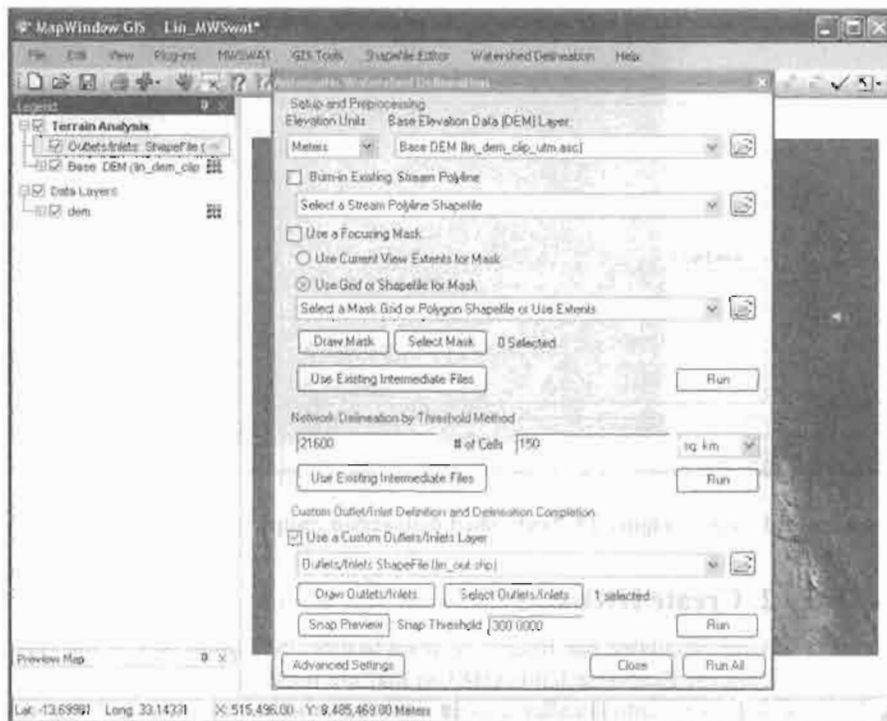 MapWindow GIS Lin_MWSwat*
File Edit View Plug-ins MWSWAT GIS Tools Shapefile Editor Watershed Delineation Help
Legend
Automatic Watershed Delineation
Terrain Analysis
Outlets/Inlets ShapeFile (
Base DEM (lin_dem_clip
Data Layers
dem
Setup and Preprocessing
Elevation Units Base Elevation Data (DEM) Layer:
Meters Base DEM (lin_dem_clip_utm.asc)
Burn-in Existing Stream Polyline
Select a Stream Polyline Shapefile
Use a Focusing Mask
Use Current View Extents for Mask
Use Grid or Shapefile for Mask
Select a Mask Grid or Polygon Shapefile or Use Extents
Draw Mask Select Mask 0 Selected
Use Existing Intermediate Files Run
Network Delineation by Threshold Method
21600 # of Cells 150 sq. km
Use Existing Intermediate Files Run
Custom Outlet/Inlet Definition and Delineation Completion
Use a Custom Outlets/Inlets Layer
Outlets/Inlets ShapeFile (lin_out.shp)
Draw Outlets/Inlets Select Outlets/Inlets 1 selected
Snap Preview Snap Threshold 300.0000 Run
Advanced Settings Close Run All
Preview Map
Lat: -13.69981 Long: 33.14331 X: 515,496.00 Y: 8,485,469.00 Meters